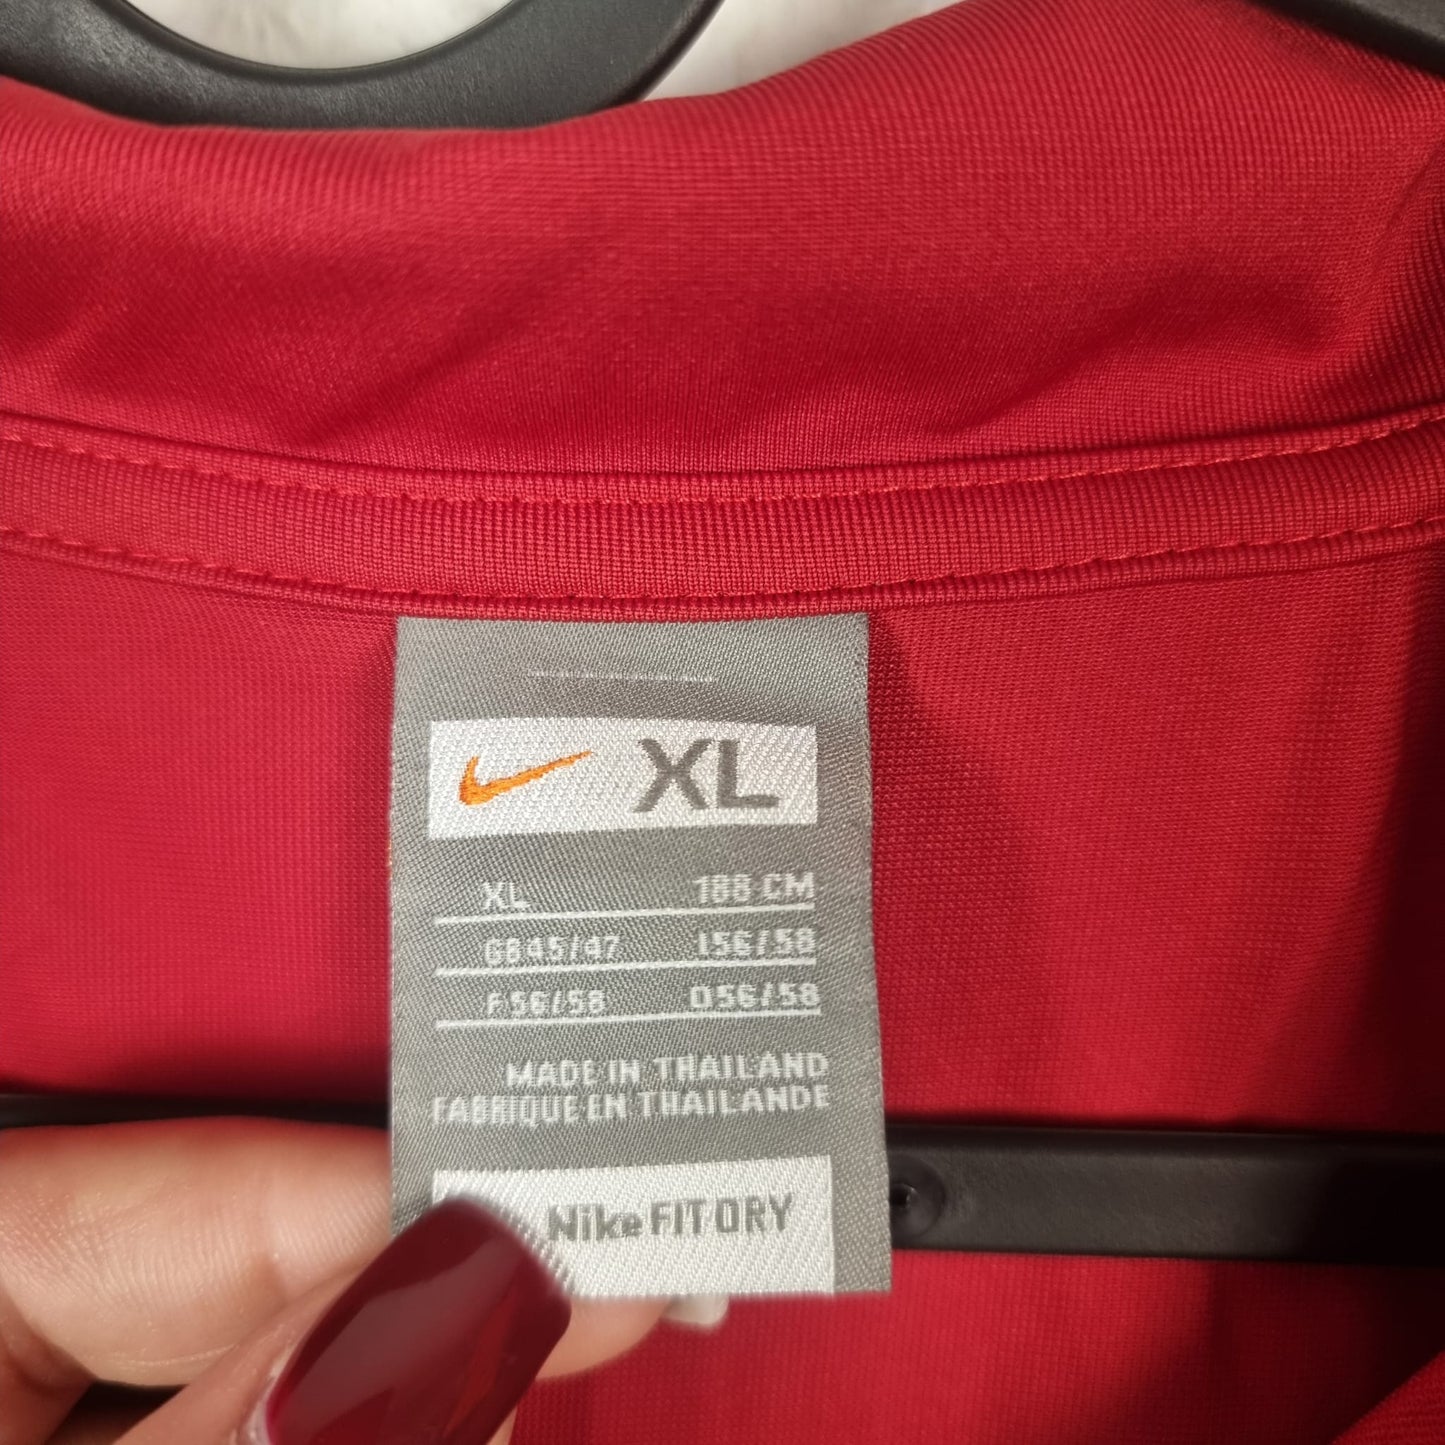 XL
XL 188 CM
GB45/47 I56/58
F56/58 D56/58
MADE IN THAILAND
FABRIQUE EN THAILANDE
Nike FIT DRY